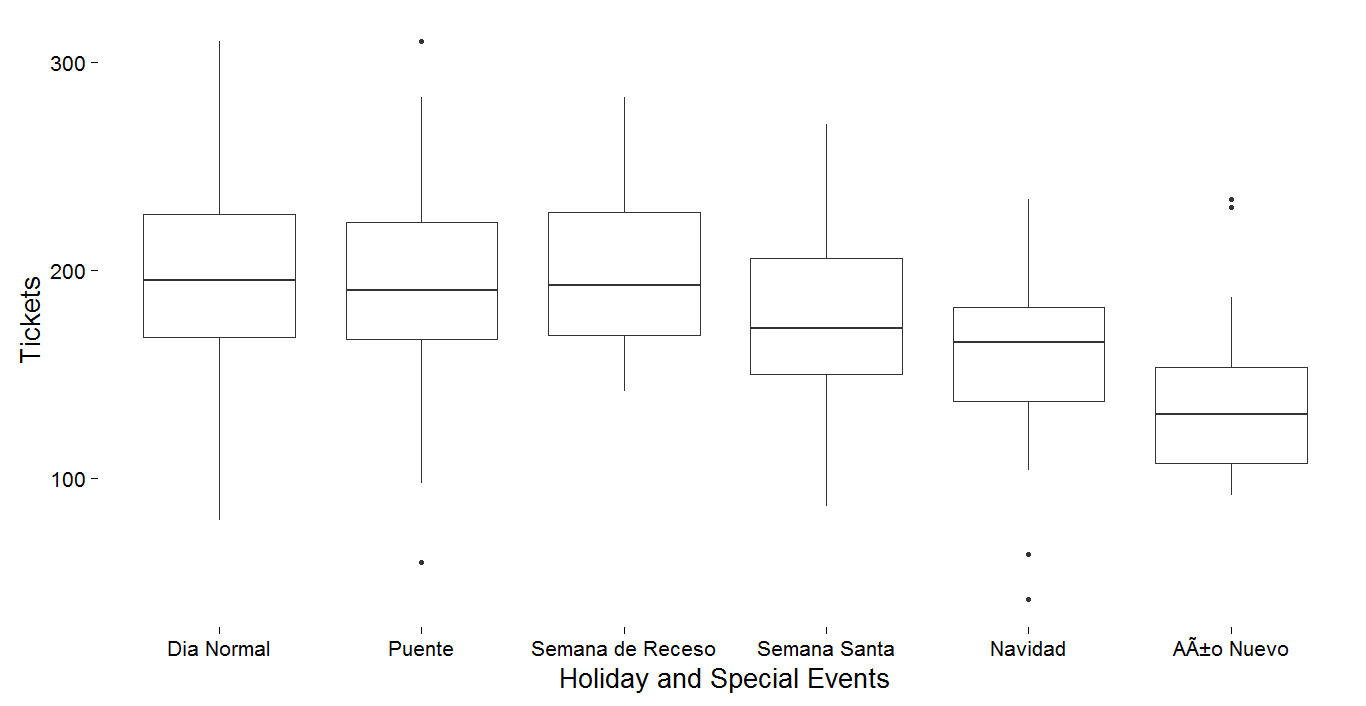 300
200
100
Tickets
Dia Normal Puente Semana de Receso Semana Santa Navidad AÃ±o Nuevo
Holiday and Special Events